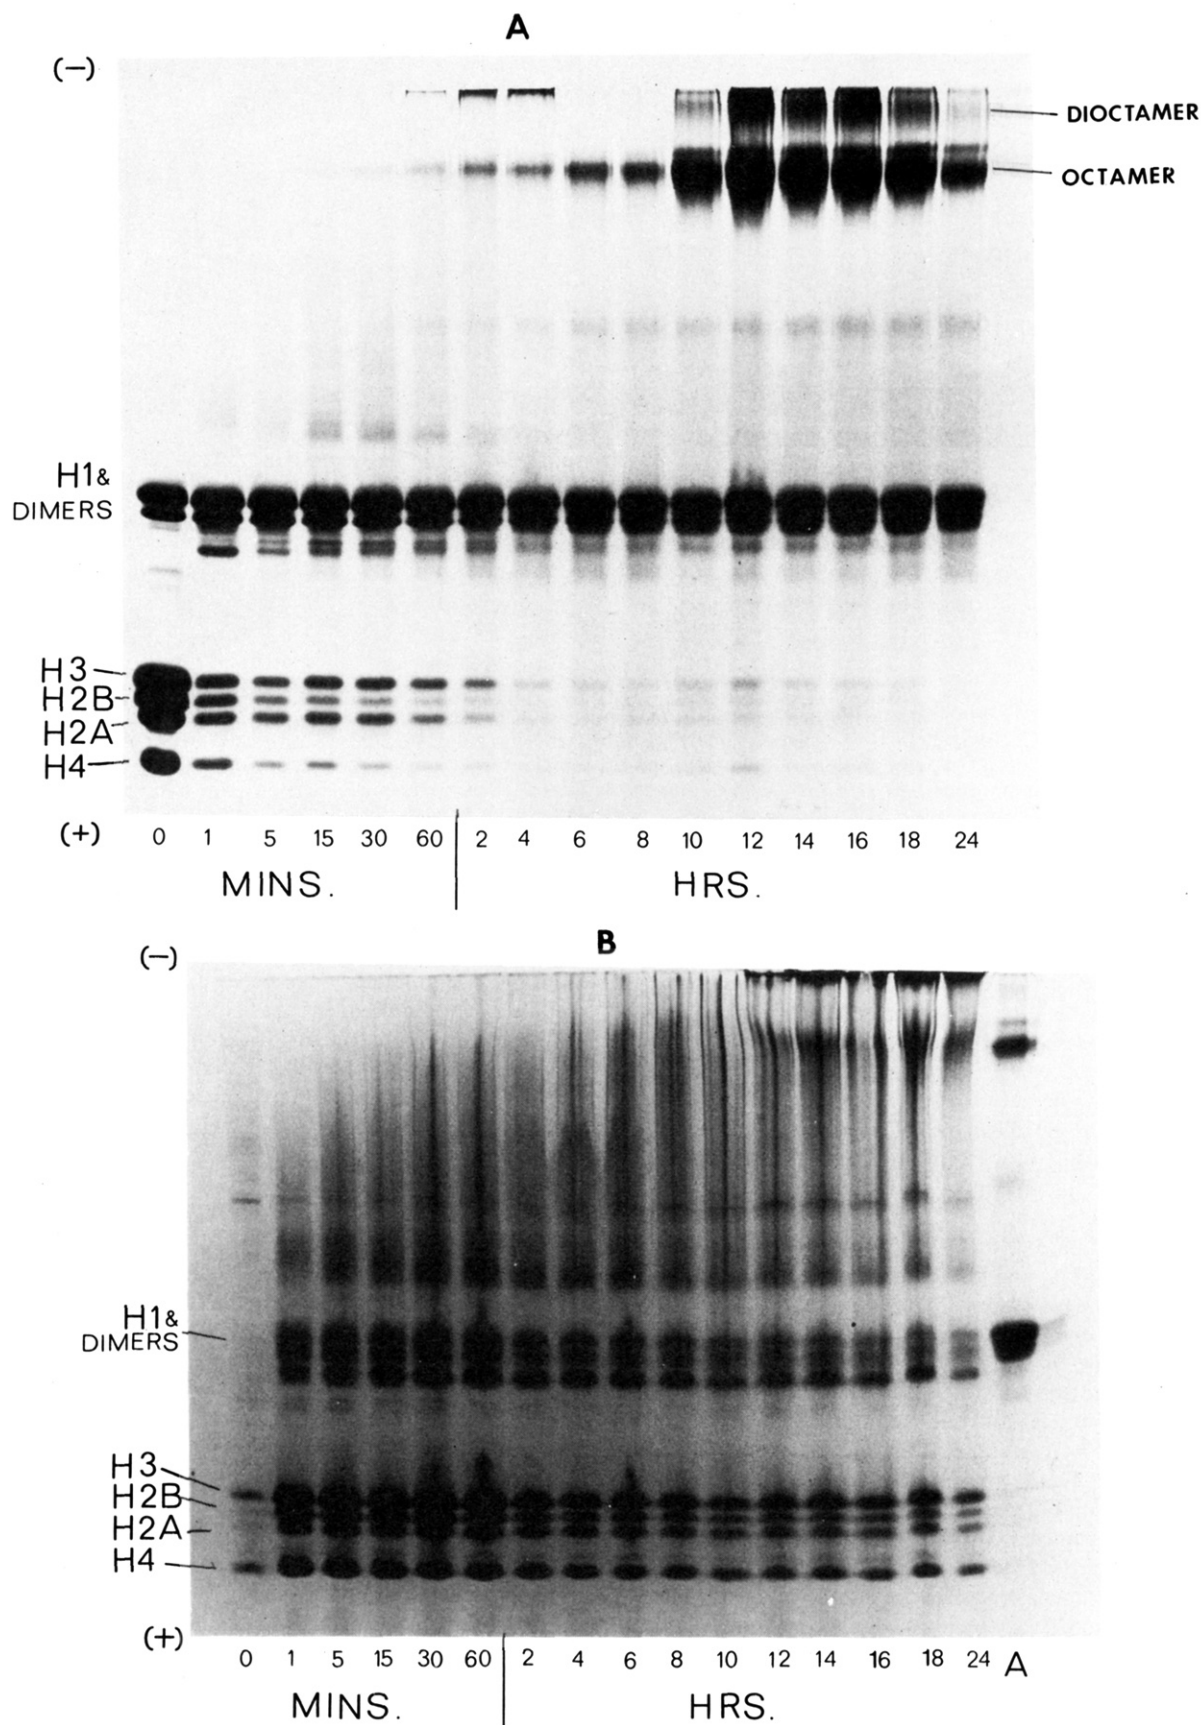 A
(—)
DIOCTAMER
OCTAMER
H1&
DIMERS
H3
H2B
H2A
H4
(+)
0 1 5 15 30 60 2 4 6 8 10 12 14 16 18 24
MINS. HRS.
B
(—)
H1&
DIMERS
H3
H2B
H2A
H4
(+)
0 1 5 15 30 60 2 4 6 8 10 12 14 16 18 24 A
MINS. HRS.